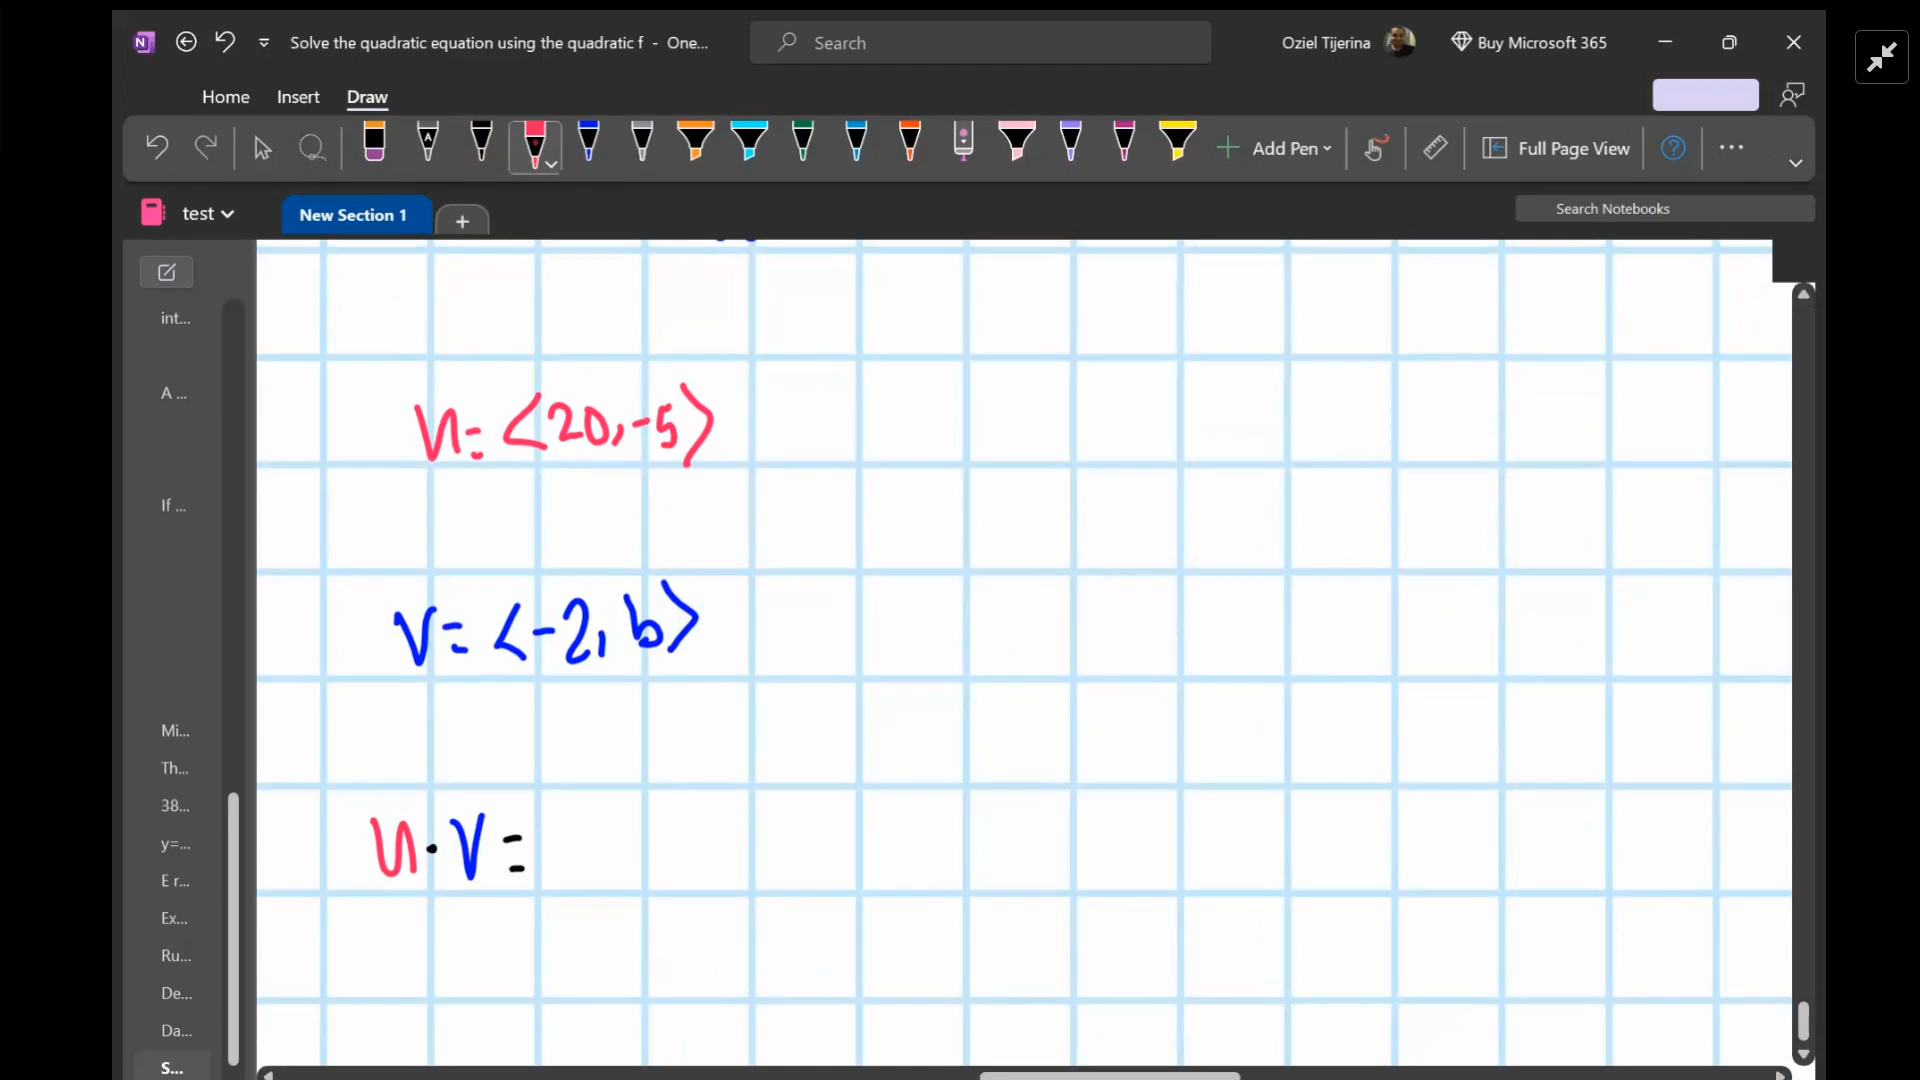 Solve the quadratic equation using the quadratic f - One...
Search
Oziel Tijerina
Buy Microsoft 365
Home Insert Draw
A
Add Pen
Full Page View
?
test
New Section 1
+
Search Notebooks
int...
A ...
If ...
Mi...
Th...
38...
y=...
E r...
Ex...
Ru...
De...
Da...
S...
u = ⟨20, -5⟩
v = ⟨-2, b⟩
u · v =